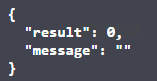 {
  "result": 0,
  "message": ""
}